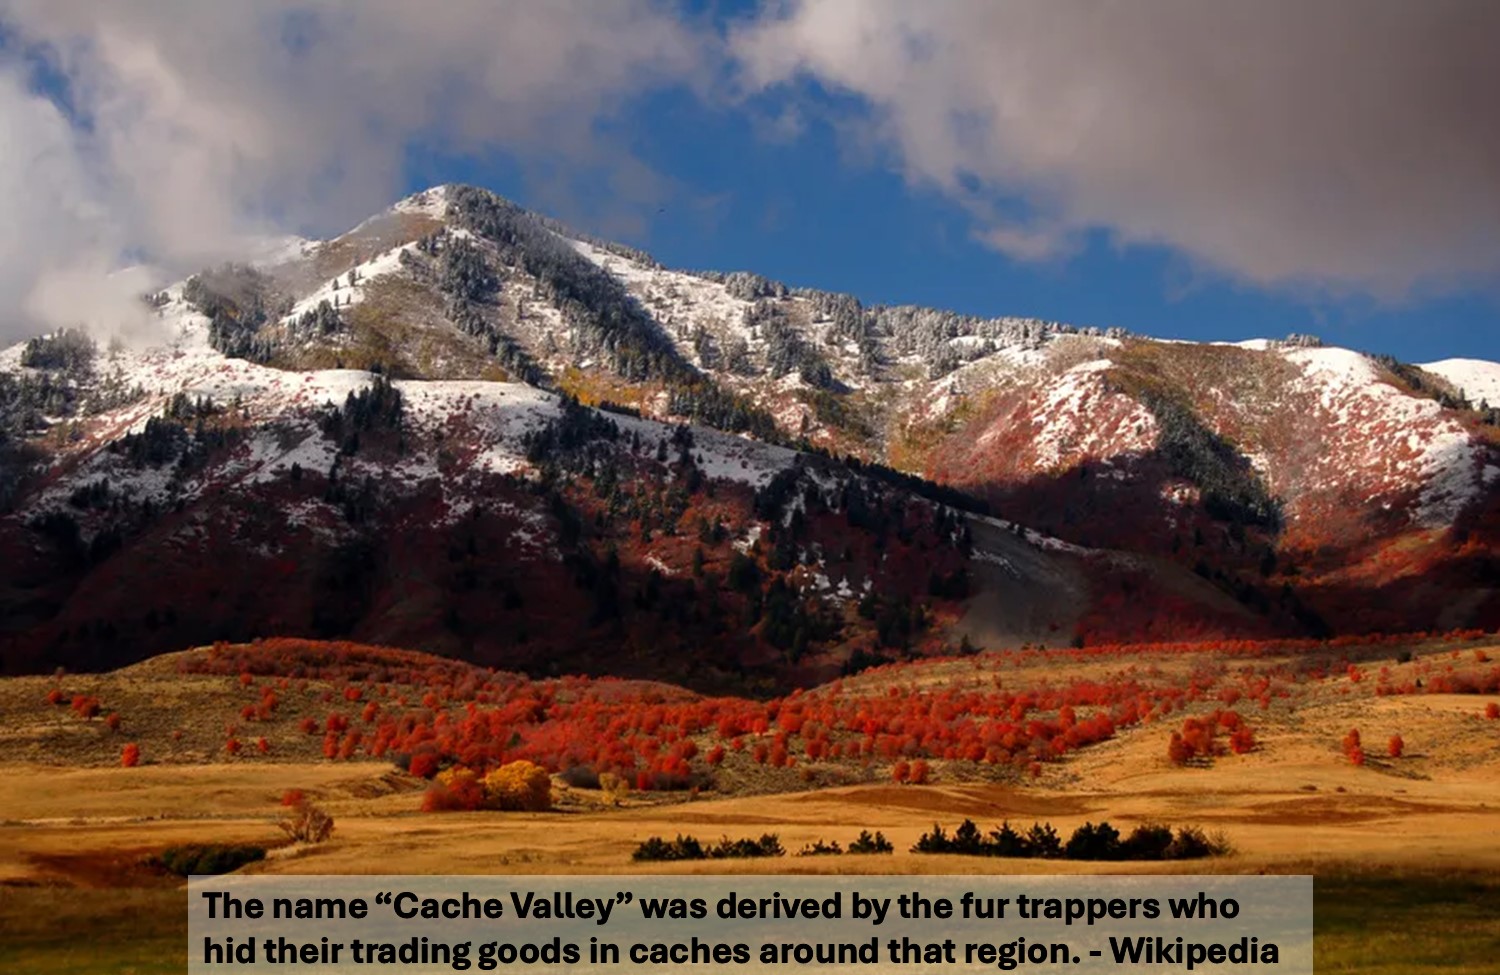 The name “Cache Valley” was derived by the fur trappers who
hid their trading goods in caches around that region. - Wikipedia